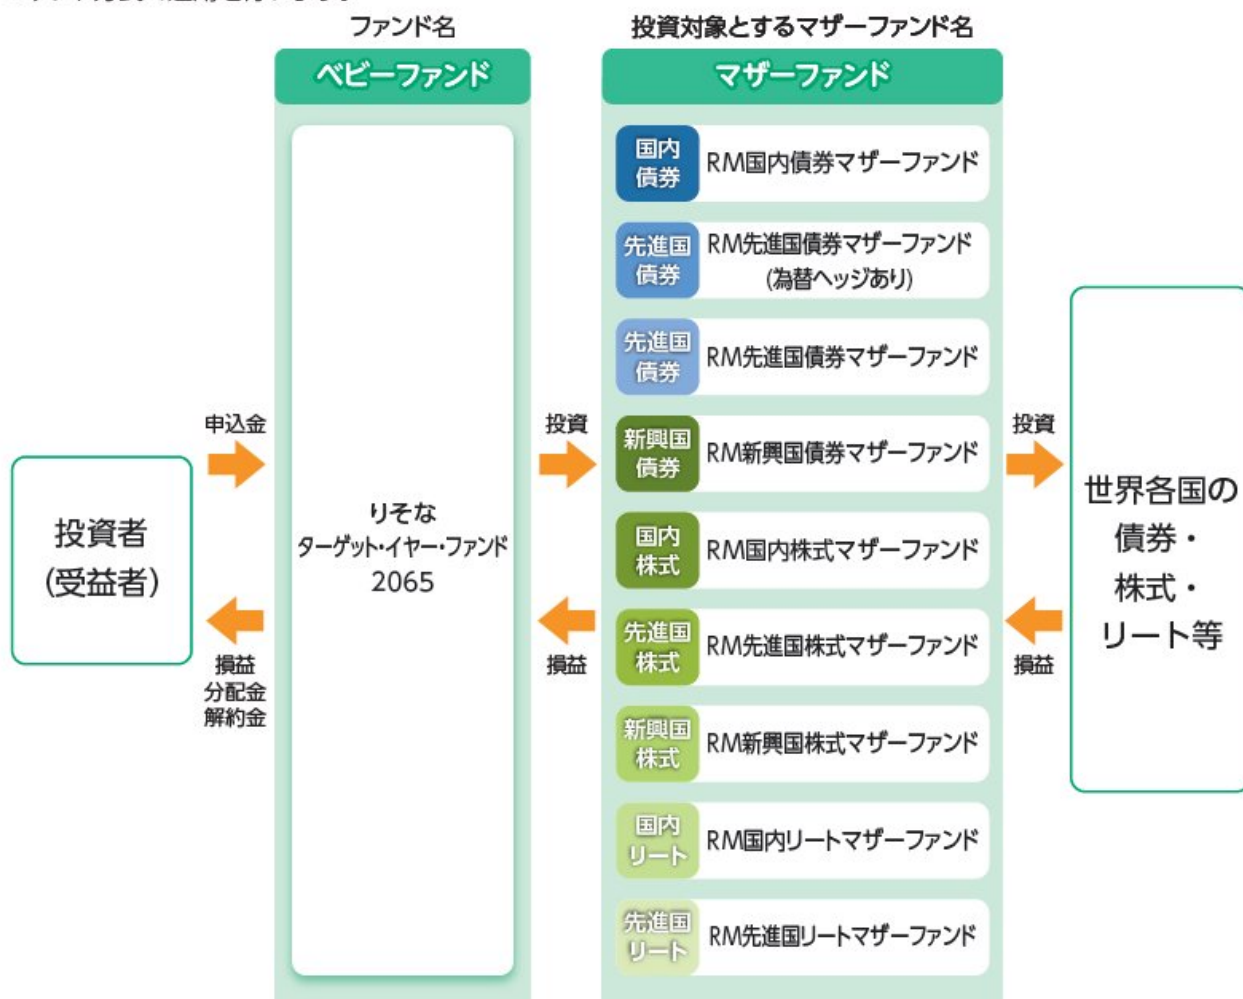 ファンド名
投資対象とするマザーファンド名
ベビーファンド
マザーファンド
投資者
(受益者)
申込金
損益
分配金
解約金
りそな
ターゲット・イヤー・ファンド
2065
投資
損益
国内
債券
RM国内債券マザーファンド
先進国
債券
RM先進国債券マザーファンド
(為替ヘッジあり)
先進国
債券
RM先進国債券マザーファンド
新興国
債券
RM新興国債券マザーファンド
国内
株式
RM国内株式マザーファンド
先進国
株式
RM先進国株式マザーファンド
新興国
株式
RM新興国株式マザーファンド
国内
リート
RM国内リートマザーファンド
先進国
リート
RM先進国リートマザーファンド
投資
損益
世界各国の
債券・
株式・
リート等